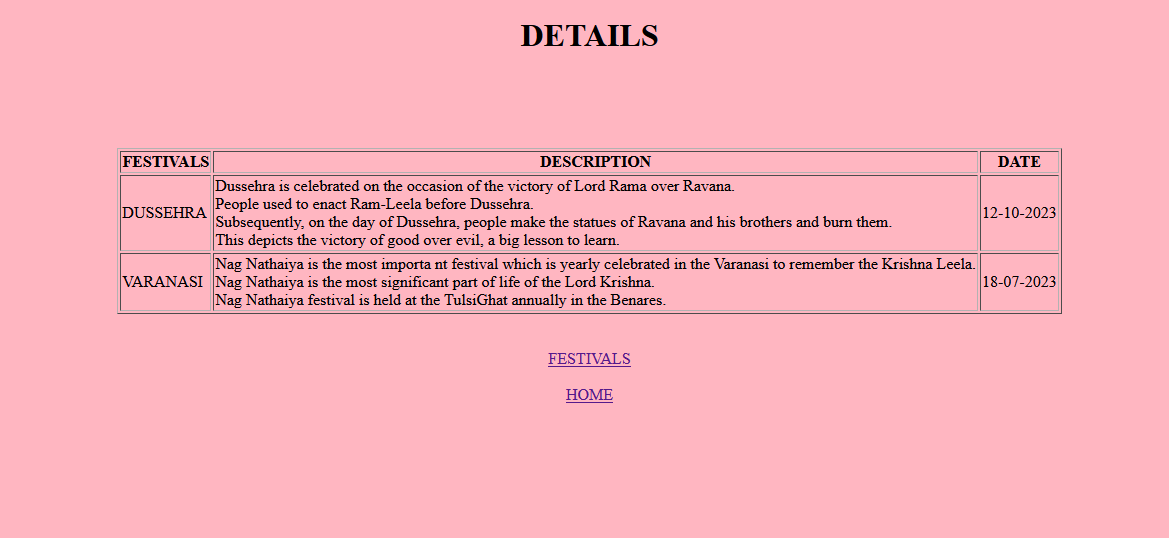 DETAILS
FESTIVALS DESCRIPTION DATE
DUSSEHRA
Dussehra is celebrated on the occasion of the victory of Lord Rama over Ravana.
People used to enact Ram-Leela before Dussehra.
Subsequently, on the day of Dussehra, people make the statues of Ravana and his brothers and burn them.
This depicts the victory of good over evil, a big lesson to learn.
12-10-2023
VARANASI
Nag Nathaiya is the most importa nt festival which is yearly celebrated in the Varanasi to remember the Krishna Leela.
Nag Nathaiya is the most significant part of life of the Lord Krishna.
Nag Nathaiya festival is held at the TulsiGhat annually in the Benares.
18-07-2023
FESTIVALS
HOME